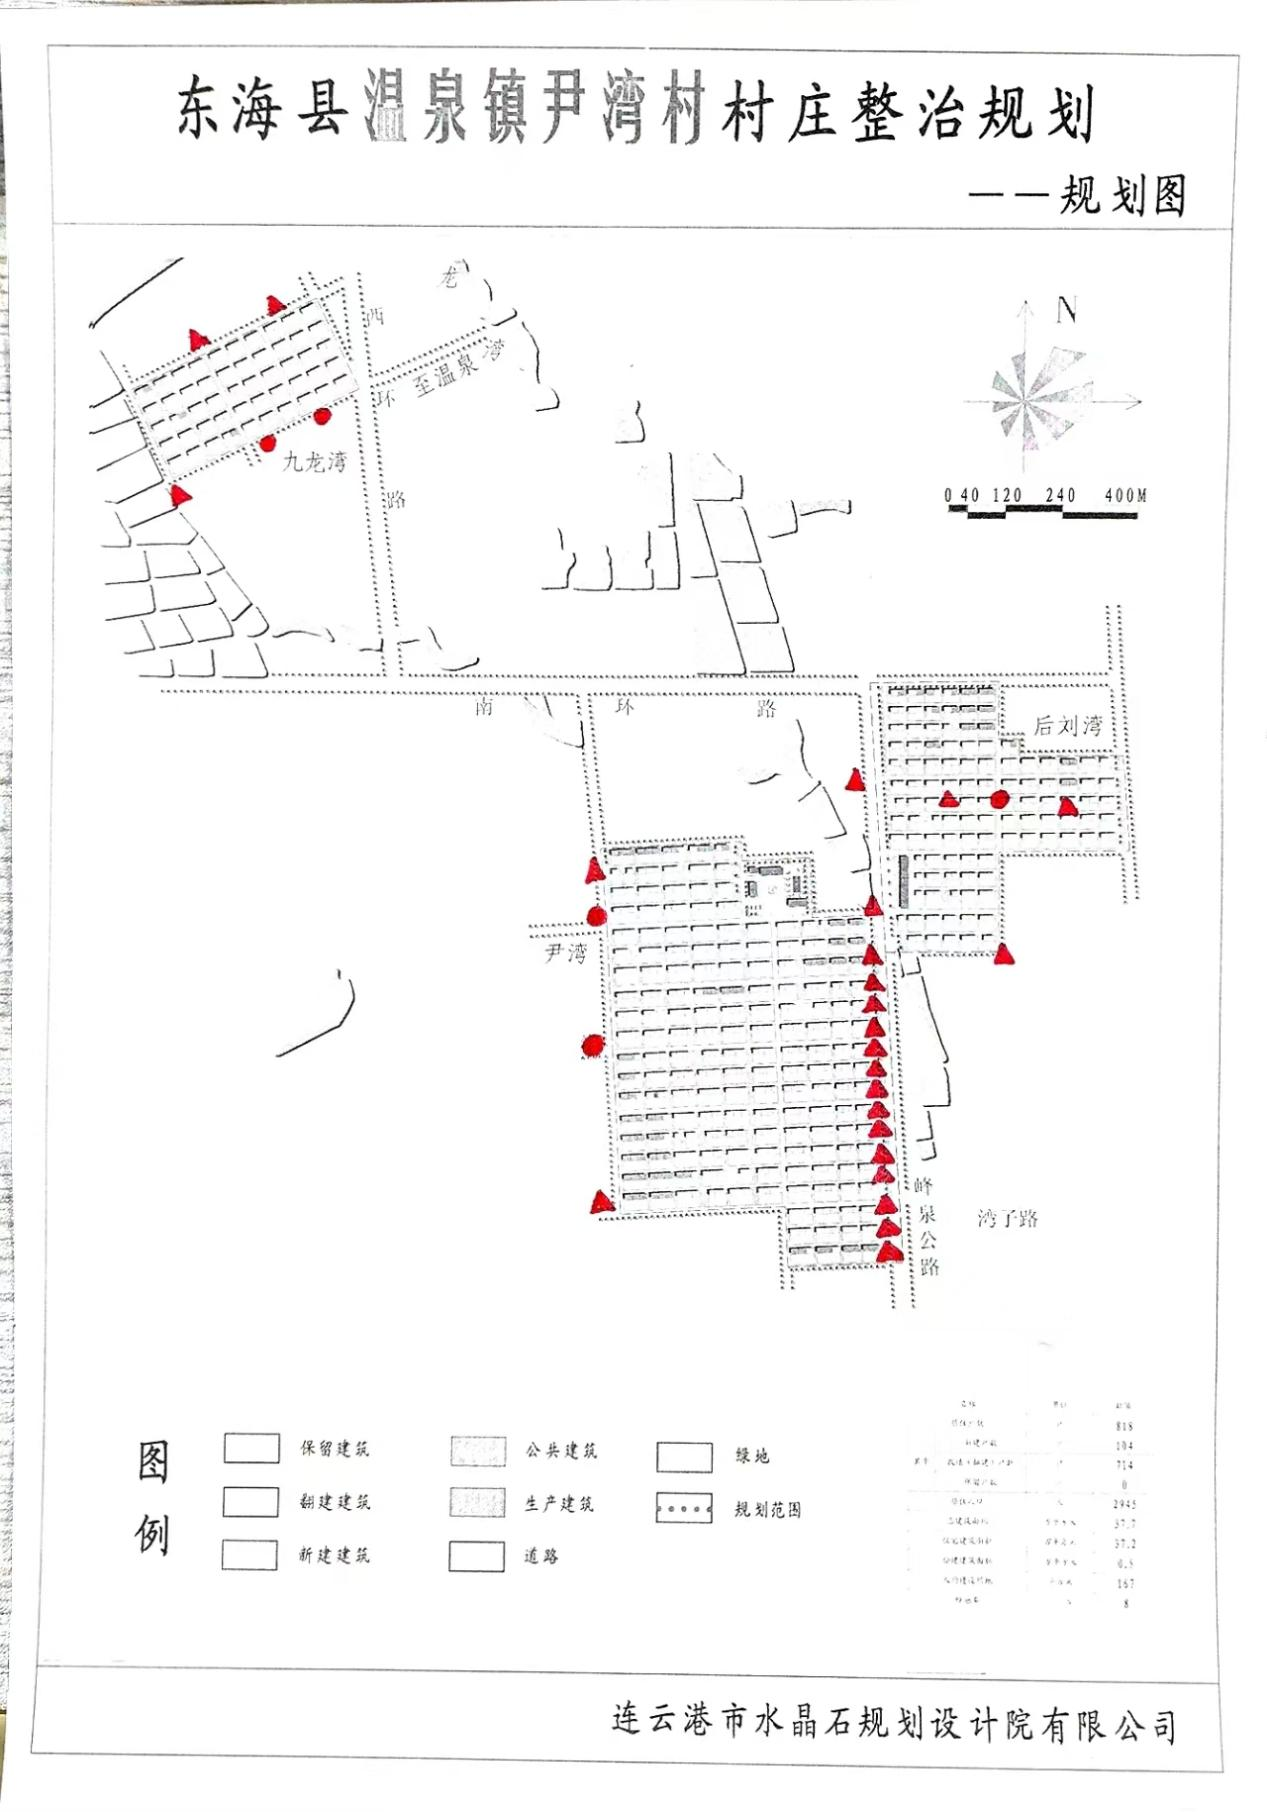 东海县温泉镇尹湾村村庄整治规划
——规划图
龙
湾
西
环
路
至温泉
九龙湾
N
0 40 120 240 400M
南 环 路
后刘湾
尹湾
峰
泉
公
路
湾子路
图
例
保留建筑
翻建建筑
新建建筑
公共建筑
生产建筑
道路
绿地
规划范围
818
104
714
0
2945
37.7
37.2
0.5
167
8
连云港市水晶石规划设计院有限公司